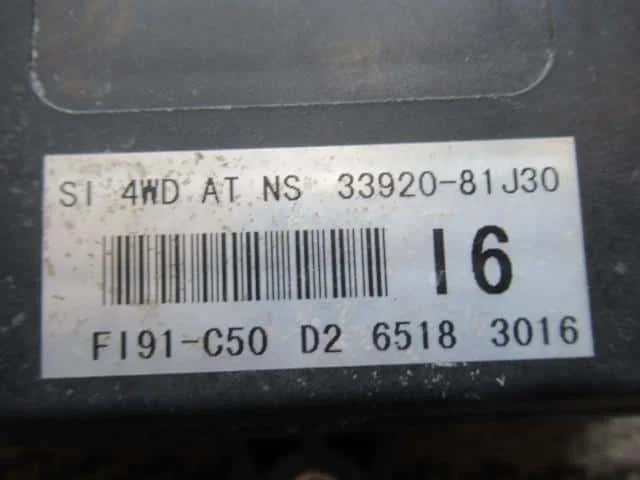 SI 4WD AT NS 33920-81J30
I6
FI91-C50 D2 6518 3016